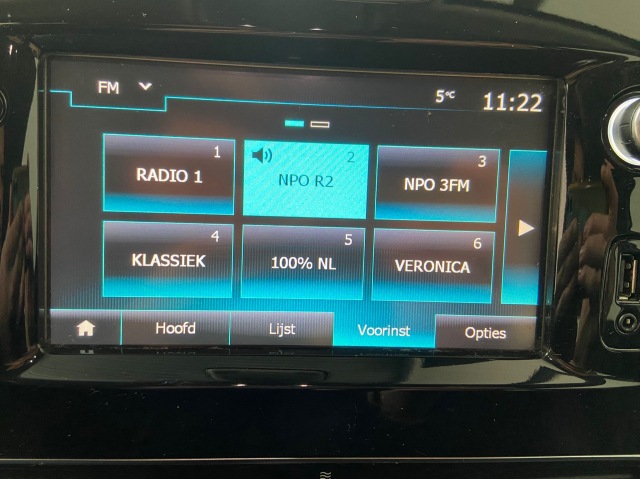 FM
5°C 11:22
1 2 3
RADIO 1 NPO R2 NPO 3FM
4 5 6
KLASSIEK 100% NL VERONICA
Hoofd Lijst Voorinst Opties